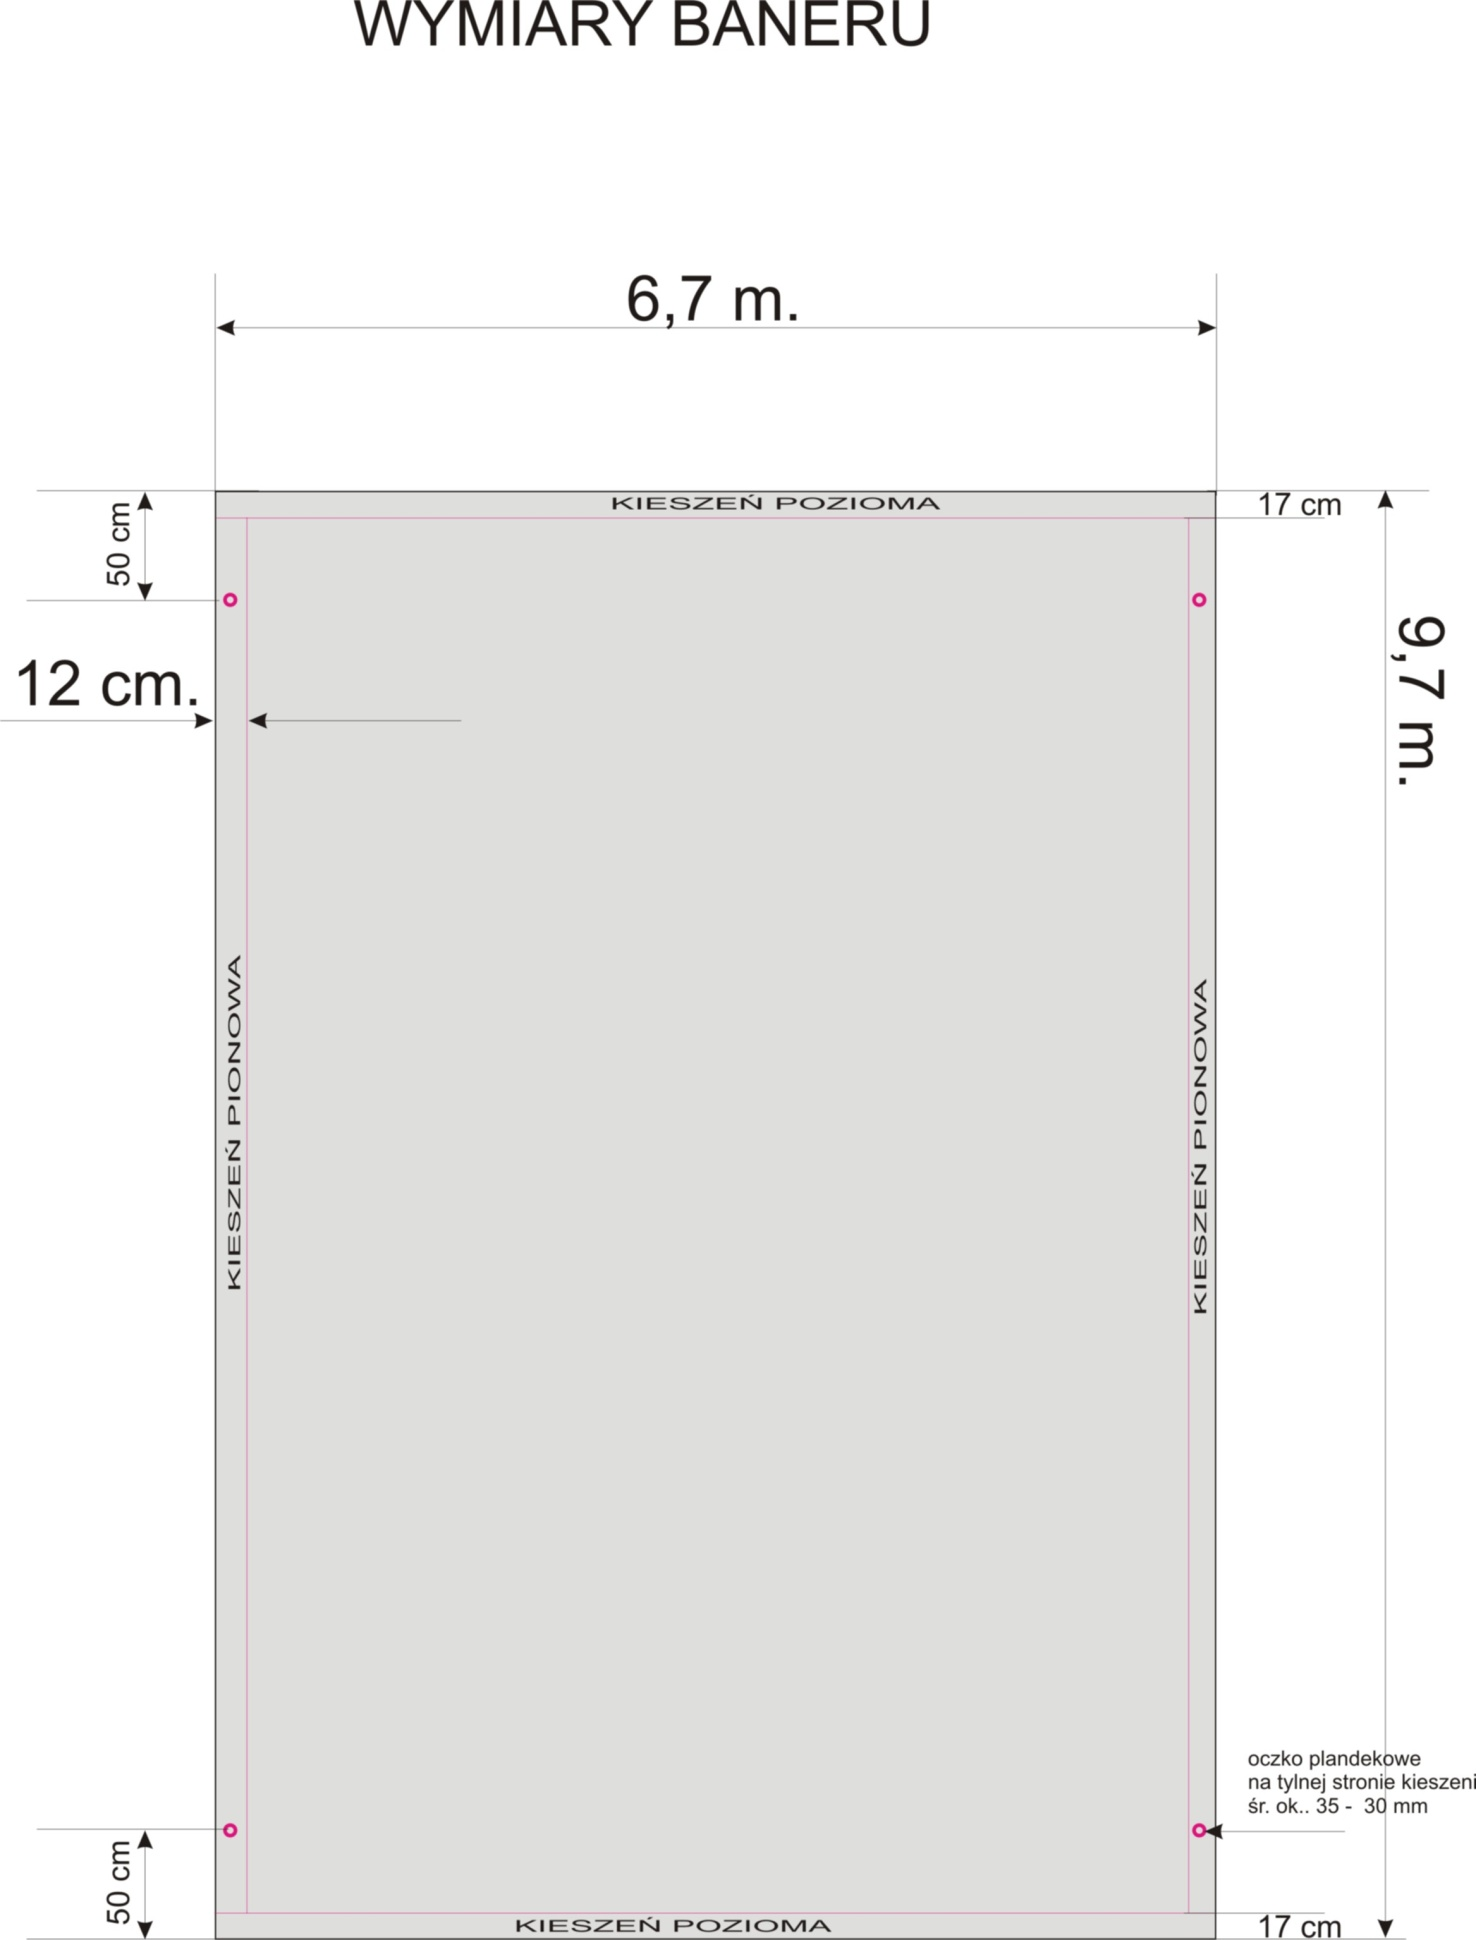 WYMIARY BANERU
6,7 m.
KIESZEŃ POZIOMA
17 cm
50 cm
9,7 m.
12 cm.
KIESZEŃ PIONOWA
KIESZEŃ PIONOWA
oczko plandekowe
na tylnej stronie kieszeni
śr. ok.. 35 - 30 mm
50 cm
KIESZEŃ POZIOMA
17 cm